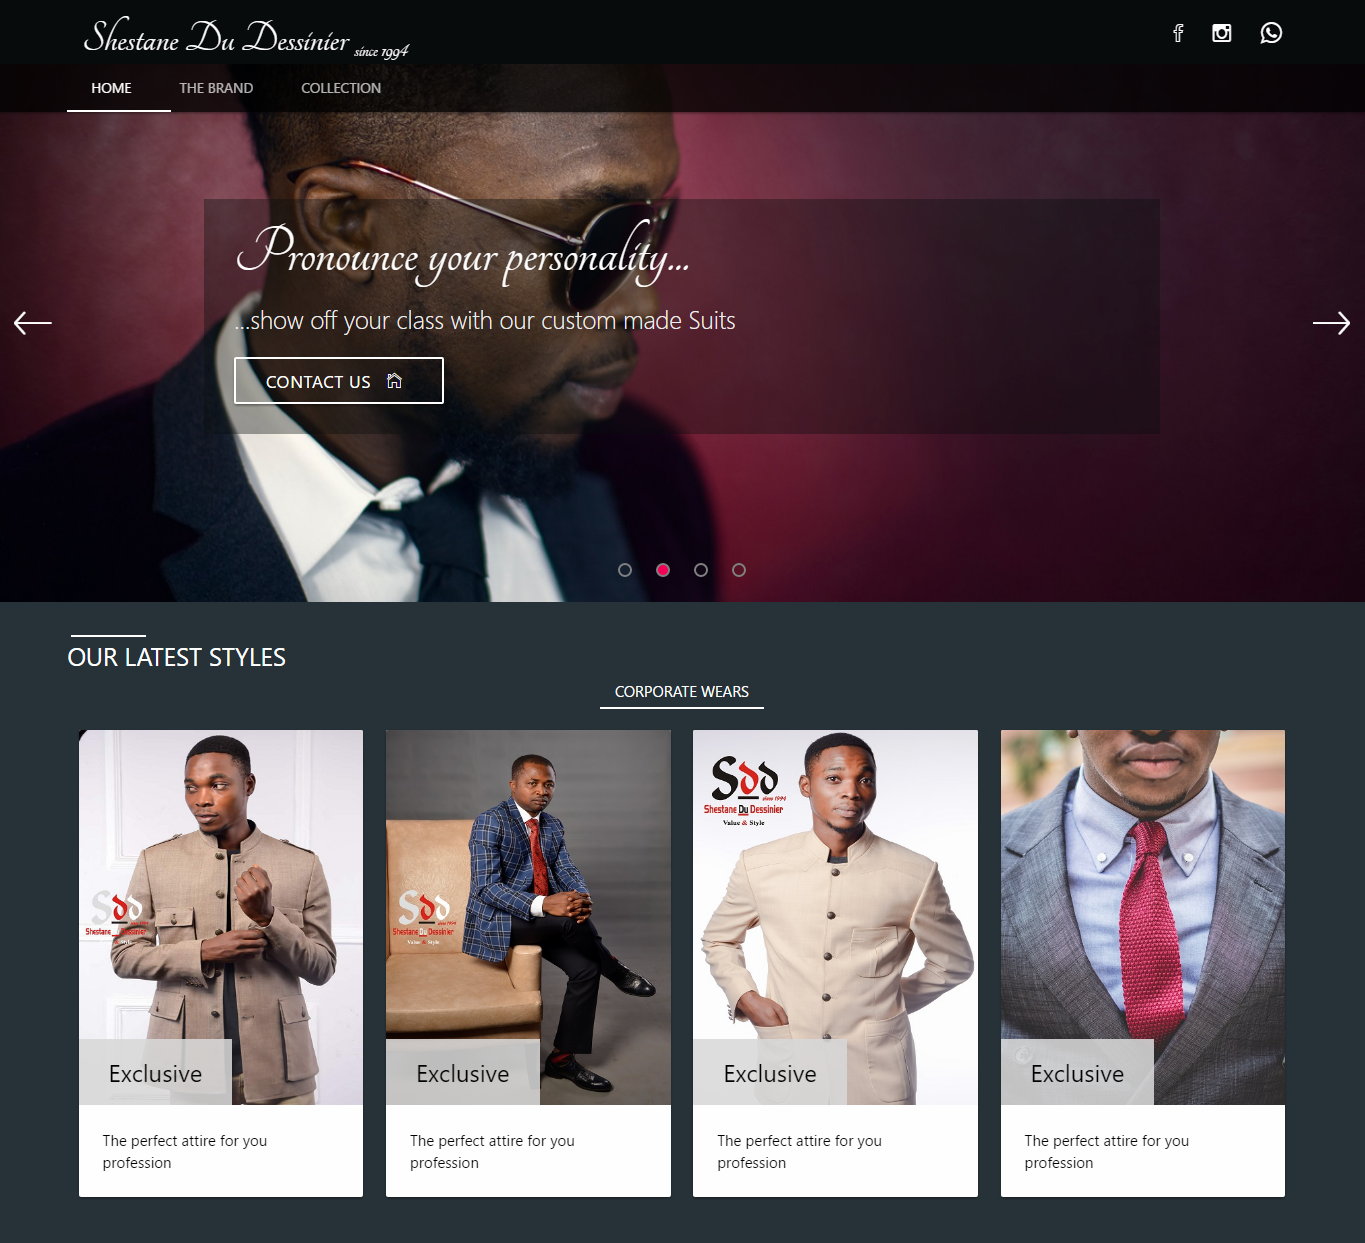 Shestane Du Dessinier since 1994
HOME THE BRAND COLLECTION
Pronounce your personality...
...show off your class with our custom made Suits
CONTACT US
OUR LATEST STYLES
CORPORATE WEARS
Sdd
Shestane Du Dessinier
& Style
Exclusive
The perfect attire for you
profession
Sdd
since 1994
Shestane Du Dessinier
Value & Style
Exclusive
The perfect attire for you
profession
Sdd
since 1994
Shestane Du Dessinier
Value & Style
Exclusive
The perfect attire for you
profession
Exclusive
The perfect attire for you
profession